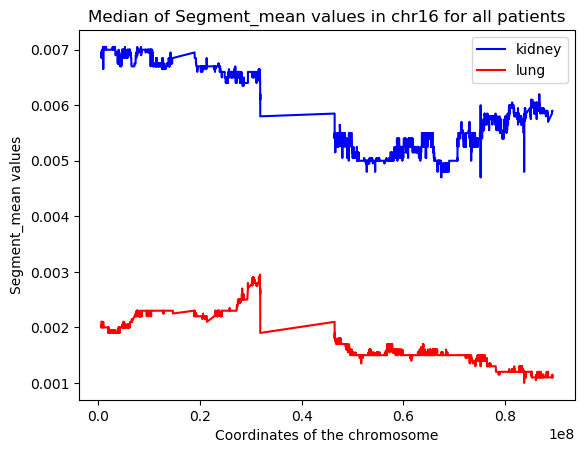 Median of Segment_mean values in chr16 for all patients
kidney
lung
Segment_mean values
0.007
0.006
0.005
0.004
0.003
0.002
0.001
0.0
0.2
0.4
0.6
0.8
1e8
Coordinates of the chromosome